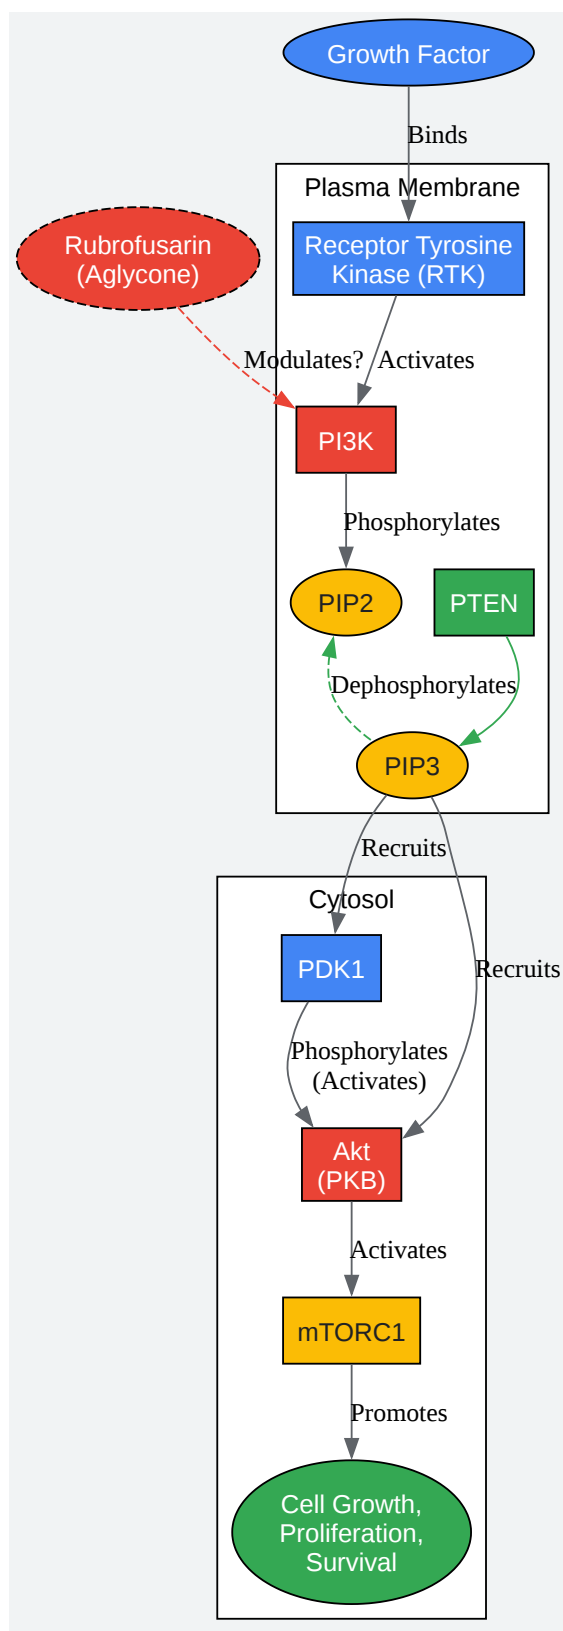 Growth Factor
Binds
Plasma Membrane
Rubrofusarin
(Aglycone)
Receptor Tyrosine
Kinase (RTK)
Modulates?
Activates
PI3K
Phosphorylates
PIP2
PTEN
Dephosphorylates
PIP3
Recruits
Cytosol
PDK1
Recruits
Phosphorylates
(Activates)
Akt
(PKB)
Activates
mTORC1
Promotes
Cell Growth,
Proliferation,
Survival